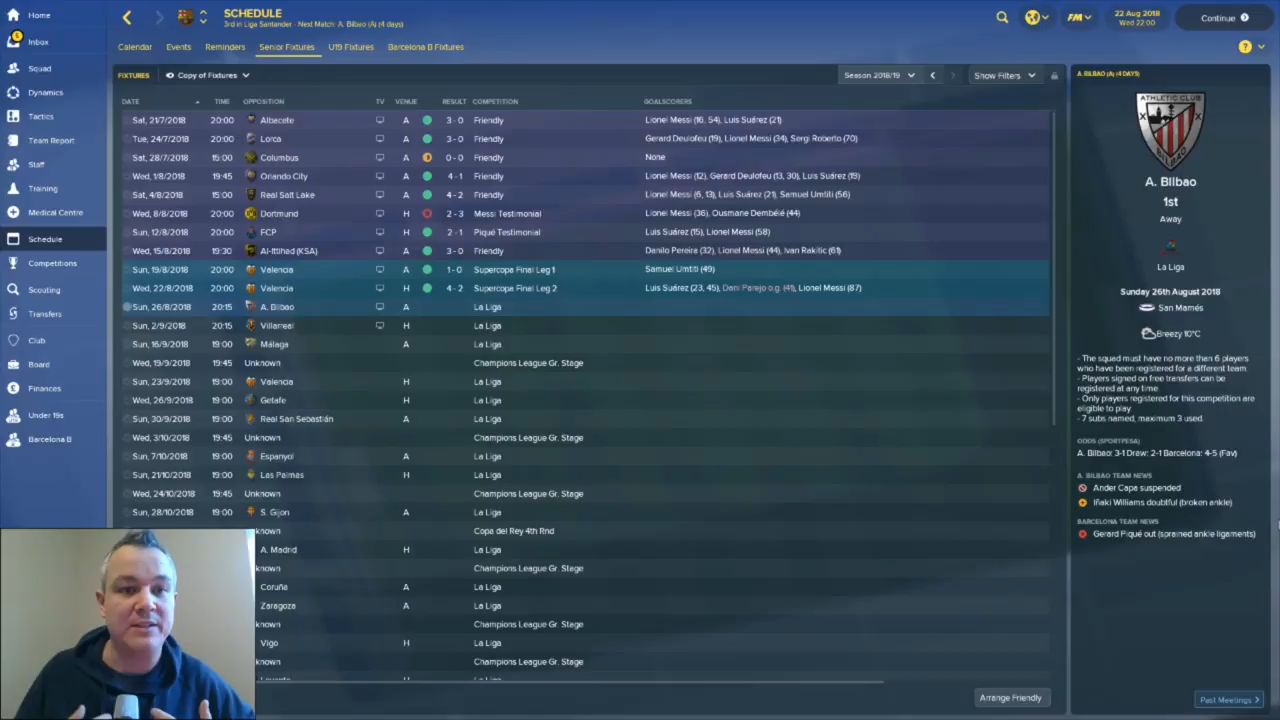 Home
Inbox
Squad
Dynamics
Tactics
Team Report
Staff
Training
Medical Centre
Schedule
Competitions
Scouting
Transfers
Club
Board
Finances
Under 19s
Barcelona B
SCHEDULE
3rd in Liga Santander - Next Match: A. Bilbao (A) (4 days)
FM
22 Aug 2018
Wed 22:00
Continue
Calendar Events Reminders Senior Fixtures U19 Fixtures Barcelona B Fixtures
FIXTURES Copy of Fixtures Season 2018/19 Show Filters
DATE TIME OPPOSITION TV VENUE RESULT COMPETITION GOALSCORERS
Sat, 21/7/2018 20:00 Albacete A 3 - 0 Friendly Lionel Messi (16, 54), Luis Suárez (21)
Tue, 24/7/2018 20:00 Lorca A 3 - 0 Friendly Gerard Deulofeu (19), Lionel Messi (34), Sergi Roberto (70)
Sat, 28/7/2018 15:00 Columbus A 0 - 0 Friendly None
Wed, 1/8/2018 19:45 Orlando City A 4 - 1 Friendly Lionel Messi (12), Gerard Deulofeu (13, 30), Luis Suárez (19)
Sat, 4/8/2018 15:00 Real Salt Lake A 4 - 2 Friendly Lionel Messi (6, 13), Luis Suárez (21), Samuel Umtiti (56)
Wed, 8/8/2018 20:00 Dortmund H 2 - 3 Messi Testimonial Lionel Messi (36), Ousmane Dembélé (44)
Sun, 12/8/2018 20:00 FCP H 2 - 1 Piqué Testimonial Luis Suárez (15), Lionel Messi (58)
Wed, 15/8/2018 19:30 Al-Ittihad (KSA) A 3 - 0 Friendly Danilo Pereira (32), Lionel Messi (44), Ivan Rakitic (61)
Sun, 19/8/2018 20:00 Valencia A 1 - 0 Supercopa Final Leg 1 Samuel Umtiti (49)
Wed, 22/8/2018 20:00 Valencia H 4 - 2 Supercopa Final Leg 2 Luis Suárez (23, 45), Dani Parejo o.g. (41), Lionel Messi (87)
Sun, 26/8/2018 20:15 A. Bilbao A La Liga
Sun, 2/9/2018 20:15 Villarreal H La Liga
Sun, 16/9/2018 19:00 Málaga A La Liga
Wed, 19/9/2018 19:45 Unknown Champions League Gr. Stage
Sun, 23/9/2018 19:00 Valencia H La Liga
Wed, 26/9/2018 19:00 Getafe H La Liga
Sun, 30/9/2018 19:00 Real San Sebastián A La Liga
Wed, 3/10/2018 19:45 Unknown Champions League Gr. Stage
Sun, 7/10/2018 19:00 Espanyol A La Liga
Sun, 21/10/2018 19:00 Las Palmas H La Liga
Wed, 24/10/2018 19:45 Unknown Champions League Gr. Stage
Sun, 28/10/2018 19:00 S. Gijon A La Liga
known Copa del Rey 4th Rnd
A. Madrid H La Liga
known Champions League Gr. Stage
Coruña A La Liga
Zaragoza A La Liga
known Champions League Gr. Stage
Vigo H La Liga
known Champions League Gr. Stage
Arrange Friendly
A. BILBAO (A) (4 DAYS)
ATHLETIC CLUB
BILBAO
A. Bilbao
1st
Away
La Liga
Sunday 26th August 2018
San Mamés
Breezy 10°C
- The squad must have no more than 6 players
who have been registered for a different team.
- Players signed on free transfers can be
registered at any time.
- Only players registered for this competition are
eligible to play.
- 7 subs named, maximum 3 used.
ODDS (SPORTPESA)
A. Bilbao: 3-1 Draw: 2-1 Barcelona: 4-5 (Fav)
A. BILBAO TEAM NEWS
Ander Capa suspended
Iñaki Williams doubtful (broken ankle)
BARCELONA TEAM NEWS
Gerard Piqué out (sprained ankle ligaments)
Past Meetings >